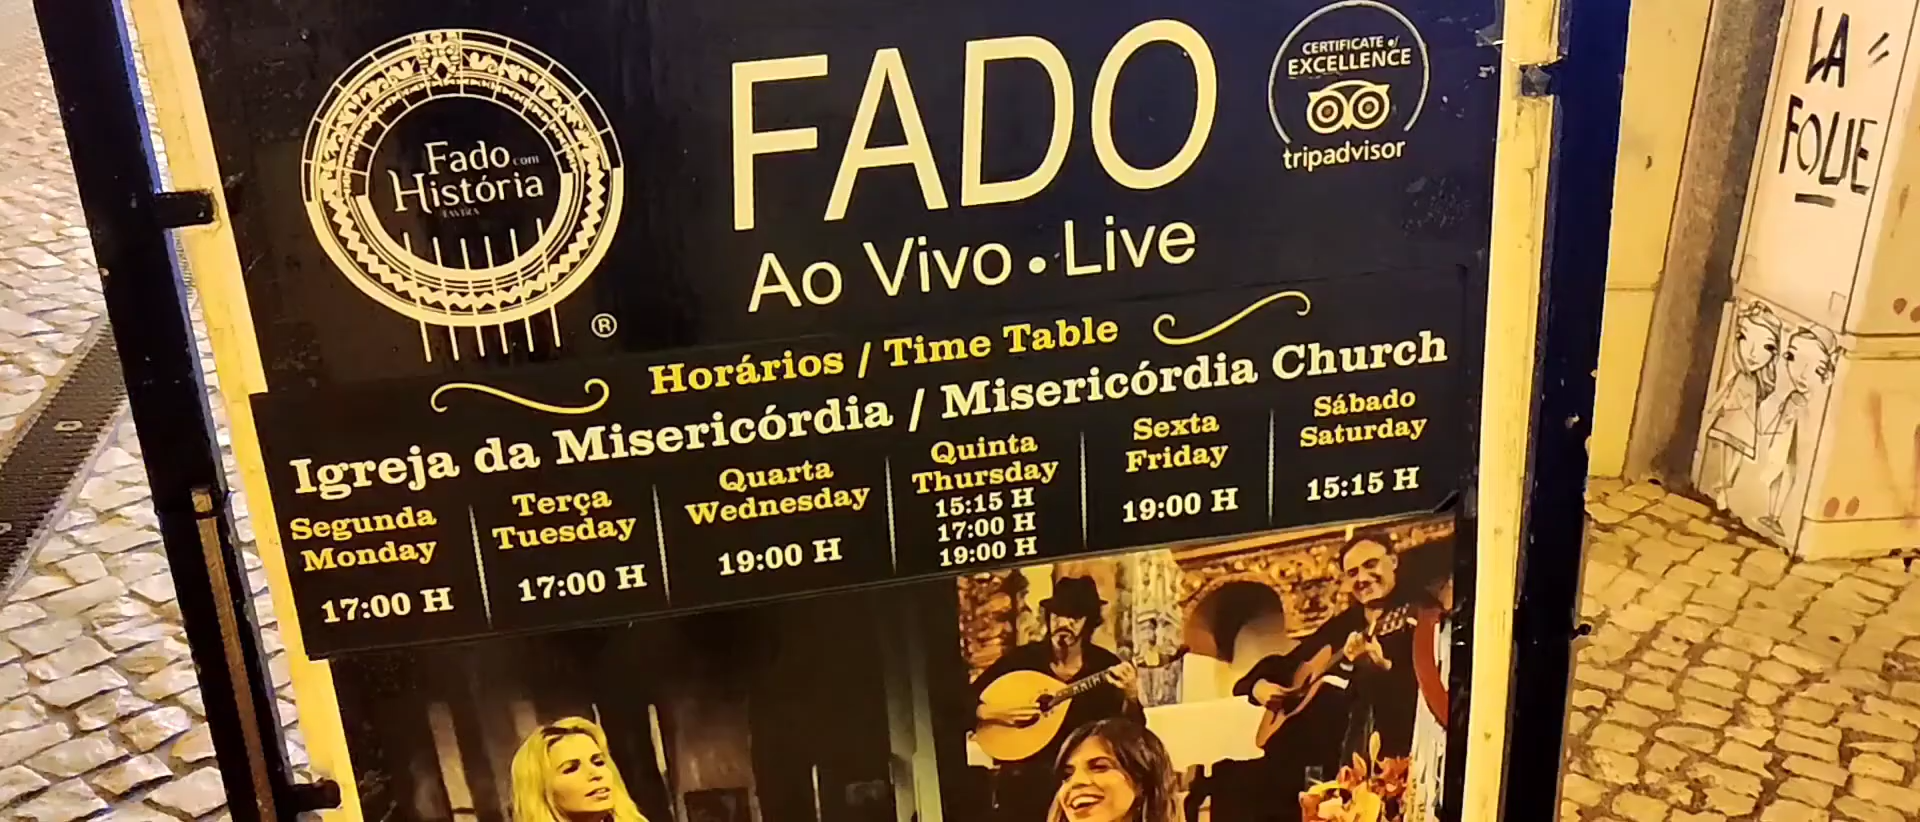 Fado com
História
TAVIRA
®
FADO
Ao Vivo • Live
CERTIFICATE of
EXCELLENCE
tripadvisor
Horários / Time Table
Igreja da Misericórdia / Misericórdia Church
Segunda
Monday
17:00 H
Terça
Tuesday
17:00 H
Quarta
Wednesday
19:00 H
Quinta
Thursday
15:15 H
17:00 H
19:00 H
Sexta
Friday
19:00 H
Sábado
Saturday
15:15 H
LA
FOLIE